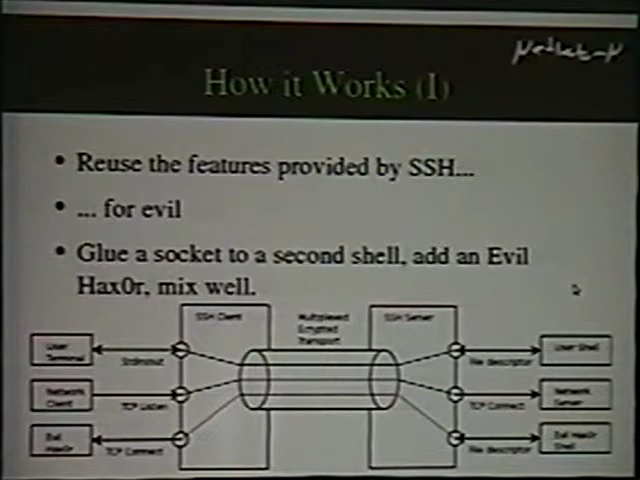 How it Works (I)
• Reuse the features provided by SSH...
• ... for evil
• Glue a socket to a second shell, add an Evil
Hax0r, mix well.
SSH Client
Multiplexed
Encrypted
Transport
SSH Server
User
Terminal
Stdin/out
File descriptor
User Shell
Network
Client
TCP Listen
TCP Connect
Network
Server
Evil
Hax0r
TCP Connect
File descriptor
Evil Hax0r
Shell